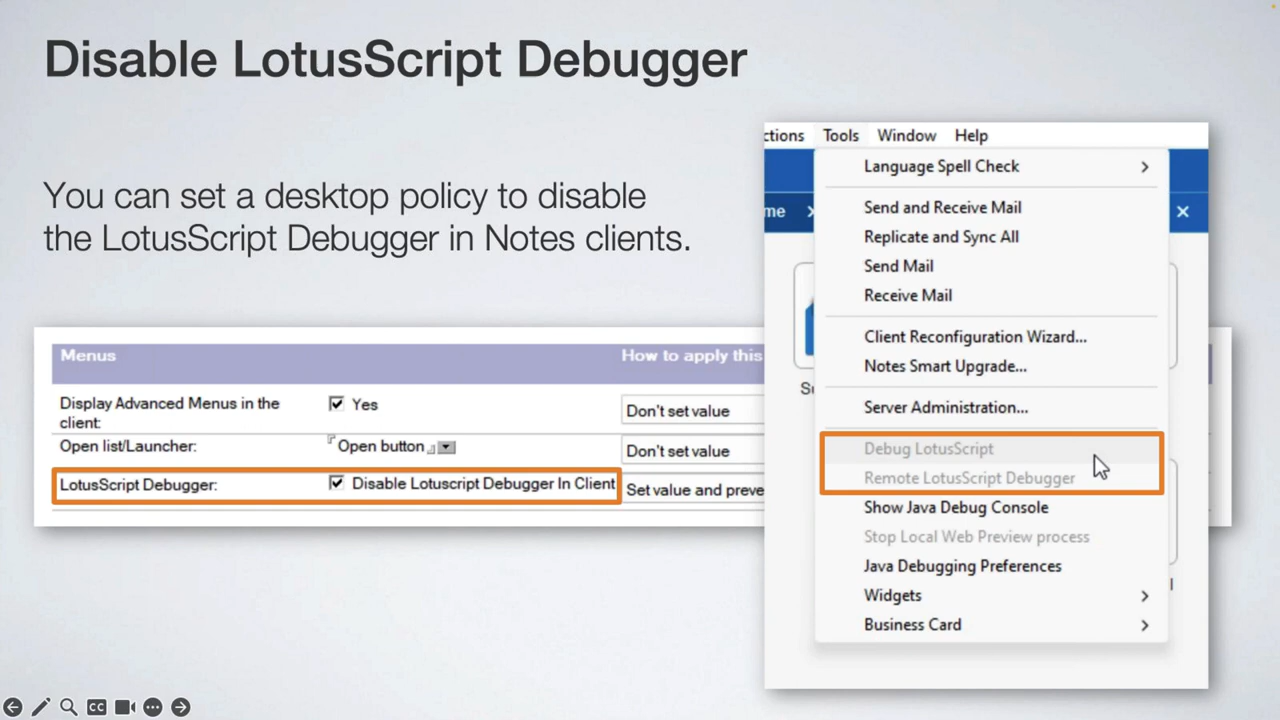 Disable LotusScript Debugger
You can set a desktop policy to disable
the LotusScript Debugger in Notes clients.
Menus
How to apply this
Display Advanced Menus in the
client:
Yes
Don't set value
Open list/Launcher:
Open button
Don't set value
LotusScript Debugger:
Disable Lotuscript Debugger In Client
Set value and preve
ctions Tools Window Help
me
Language Spell Check
Send and Receive Mail
Replicate and Sync All
Send Mail
Receive Mail
Client Reconfiguration Wizard...
Notes Smart Upgrade...
Server Administration...
Debug LotusScript
Remote LotusScript Debugger
Show Java Debug Console
Stop Local Web Preview process
Java Debugging Preferences
Widgets
Business Card
CC